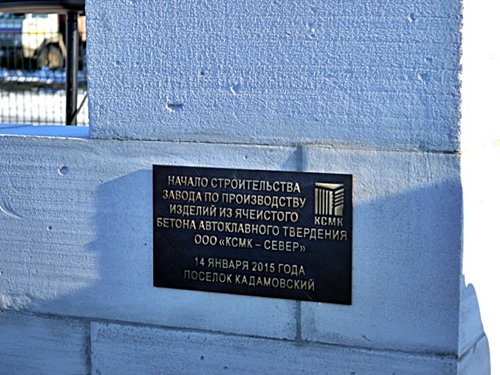 НАЧАЛО СТРОИТЕЛЬСТВА
ЗАВОДА ПО ПРОИЗВОДСТВУ
ИЗДЕЛИЙ ИЗ ЯЧЕИСТОГО
БЕТОНА АВТОКЛАВНОГО ТВЕРДЕНИЯ
ООО «КСМК – СЕВЕР»
14 ЯНВАРЯ 2015 ГОДА
ПОСЕЛОК КАДАМОВСКИЙ
КСМК